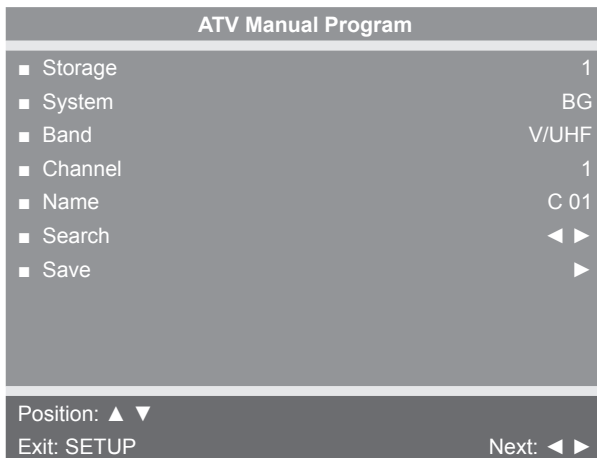 ATV Manual Program
■ Storage 1
■ System BG
■ Band V/UHF
■ Channel 1
■ Name C 01
■ Search ◄ ►
■ Save ►
Position: ▲ ▼
Exit: SETUP Next: ◄ ►